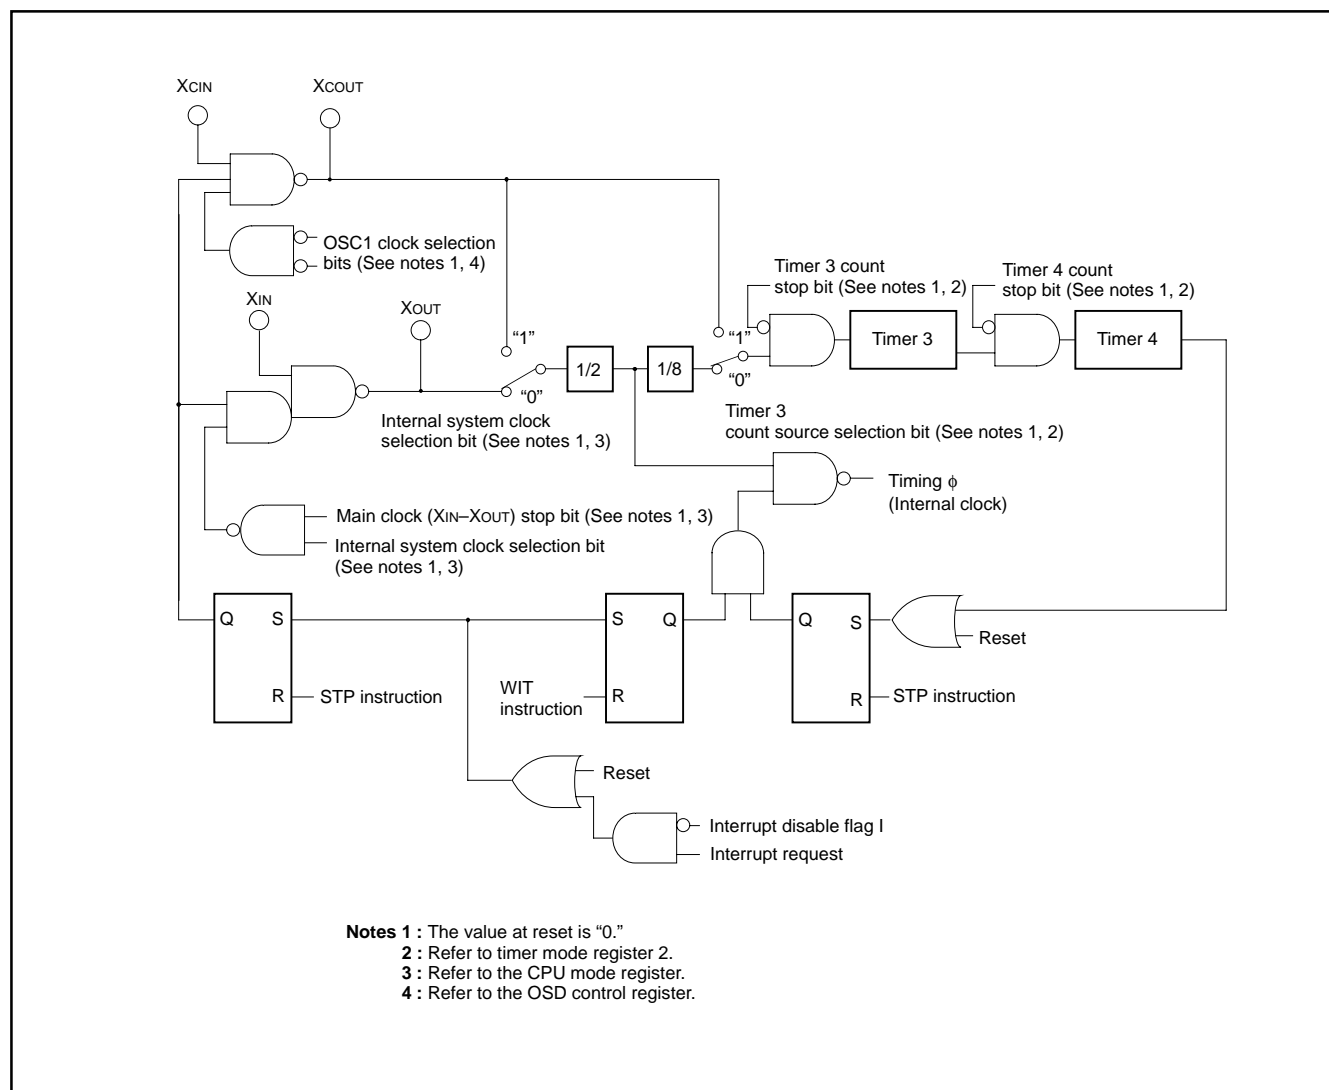 XCIN
XCOUT
OSC1 clock selection
bits (See notes 1, 4)
XIN
XOUT
“1”
“0”
Internal system clock
selection bit (See notes 1, 3)
1/2
1/8
“1”
“0”
Timer 3 count
stop bit (See notes 1, 2)
Timer 4 count
stop bit (See notes 1, 2)
Timer 3
Timer 4
Timer 3
count source selection bit (See notes 1, 2)
Timing ϕ
(Internal clock)
Main clock (XIN–XOUT) stop bit (See notes 1, 3)
Internal system clock selection bit
(See notes 1, 3)
Q
S
R
STP instruction
S
Q
R
WIT
instruction
Q
S
R
Reset
STP instruction
Reset
Interrupt disable flag I
Interrupt request
Notes 1 : The value at reset is “0.”
2 : Refer to timer mode register 2.
3 : Refer to the CPU mode register.
4 : Refer to the OSD control register.